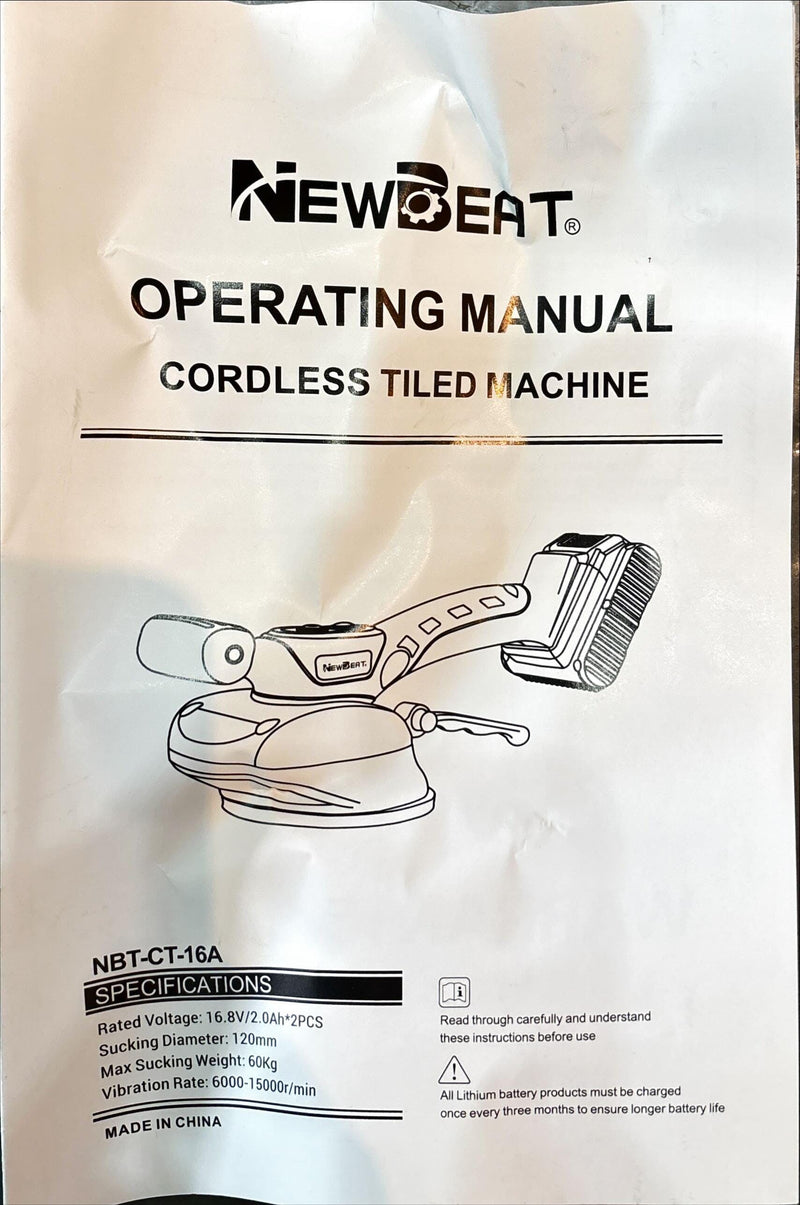 NEWBEAT®
OPERATING MANUAL
CORDLESS TILED MACHINE
NEWBEAT.
NBT-CT-16A
SPECIFICATIONS
Rated Voltage: 16.8V/2.0Ah*2PCS
Sucking Diameter: 120mm
Max Sucking Weight: 60Kg
Vibration Rate: 6000-15000r/min
MADE IN CHINA
Read through carefully and understand
these instructions before use
All Lithium battery products must be charged
once every three months to ensure longer battery life